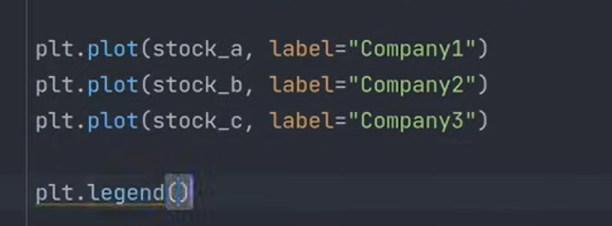 plt.plot(stock_a, label="Company1")
plt.plot(stock_b, label="Company2")
plt.plot(stock_c, label="Company3")
plt.legend()